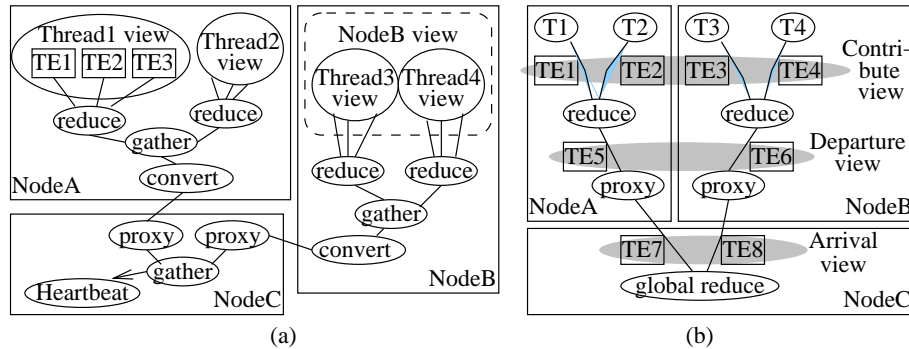 Thread1 view
TE1 TE2 TE3
Thread2
view
reduce
reduce
gather
convert
NodeA
NodeB view
Thread3
view
Thread4
view
reduce
reduce
gather
convert
NodeB
proxy
proxy
gather
Heartbeat
NodeC
(a)
T1
T2
T3
T4
TE1
TE2
TE3
TE4
Contri-
bute
view
reduce
reduce
TE5
TE6
Departure
view
proxy
proxy
NodeA
NodeB
TE7
TE8
Arrival
view
global reduce
NodeC
(b)